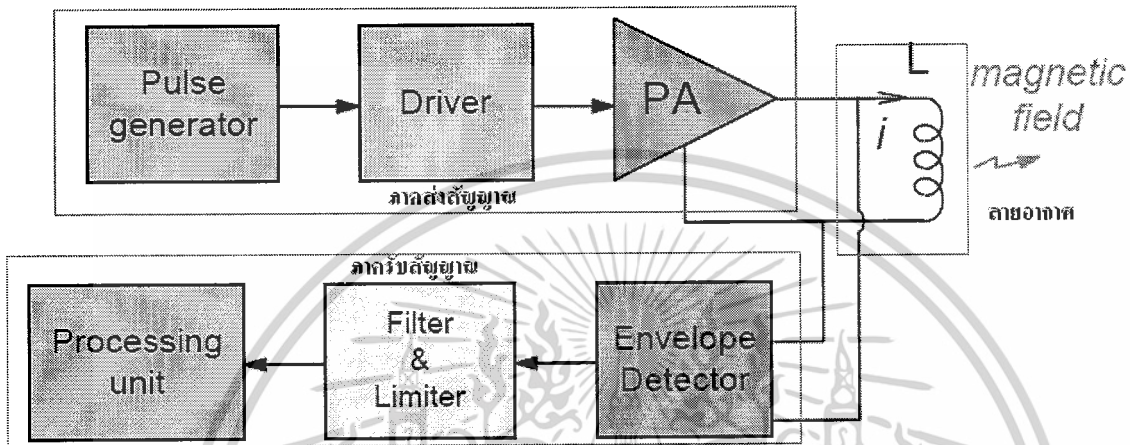 Pulse
generator
Driver
PA
L
i
magnetic
field
ภาคส่งสัญญาณ
สายอากาศ
ภาครับสัญญาณ
Processing
unit
Filter
&
Limiter
Envelope
Detector